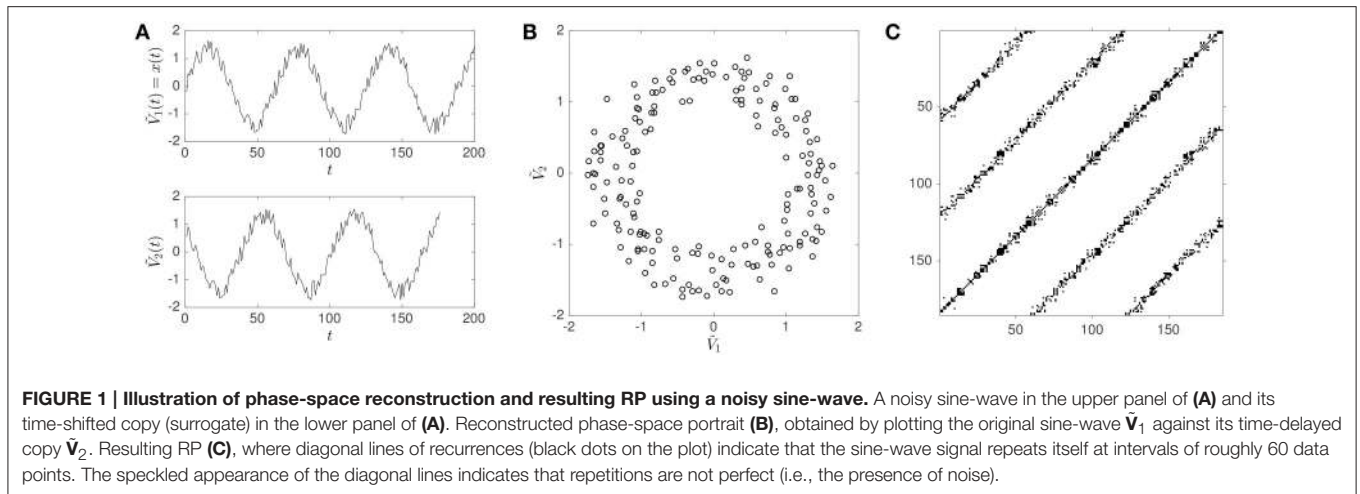 A
2
1
0
-1
-2
Ṽ₁(t) = x(t)
0 50 100 150 200
t
2
1
0
-1
-2
Ṽ₂(t)
0 50 100 150 200
t
B
2
1
0
-1
-2
Ṽ₂
-2 -1 0 1 2
Ṽ₁
C
50
100
150
50 100 150
FIGURE 1 | Illustration of phase-space reconstruction and resulting RP using a noisy sine-wave. A noisy sine-wave in the upper panel of (A) and its
time-shifted copy (surrogate) in the lower panel of (A). Reconstructed phase-space portrait (B), obtained by plotting the original sine-wave Ṽ₁ against its time-delayed
copy Ṽ₂. Resulting RP (C), where diagonal lines of recurrences (black dots on the plot) indicate that the sine-wave signal repeats itself at intervals of roughly 60 data
points. The speckled appearance of the diagonal lines indicates that repetitions are not perfect (i.e., the presence of noise).